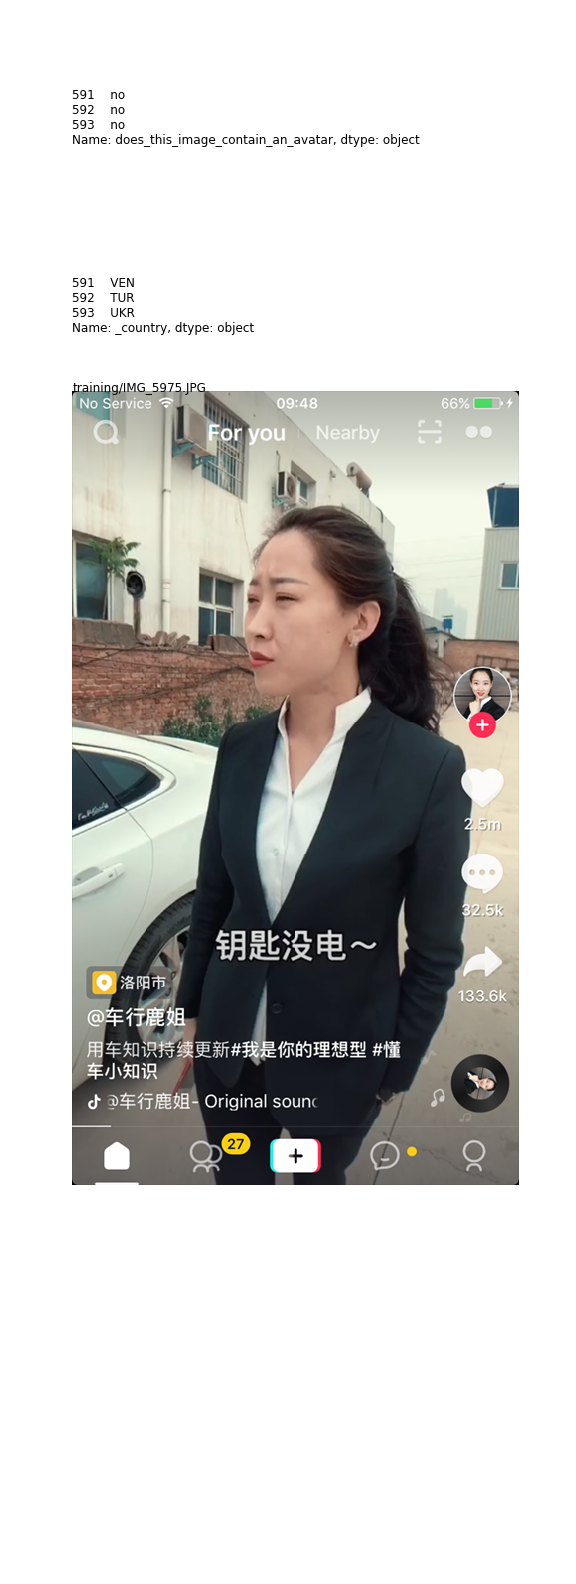 591 no
592 no
593 no
Name: does_this_image_contain_an_avatar, dtype: object
591 VEN
592 TUR
593 UKR
Name: _country, dtype: object
training/IMG_5975.JPG
No Service 09:48 66%
For you Nearby
2.5m
32.5k
钥匙没电～
133.6k
洛阳市
@车行鹿姐
用车知识持续更新#我是你的理想型 #懂
车小知识
@车行鹿姐- Original soun
27